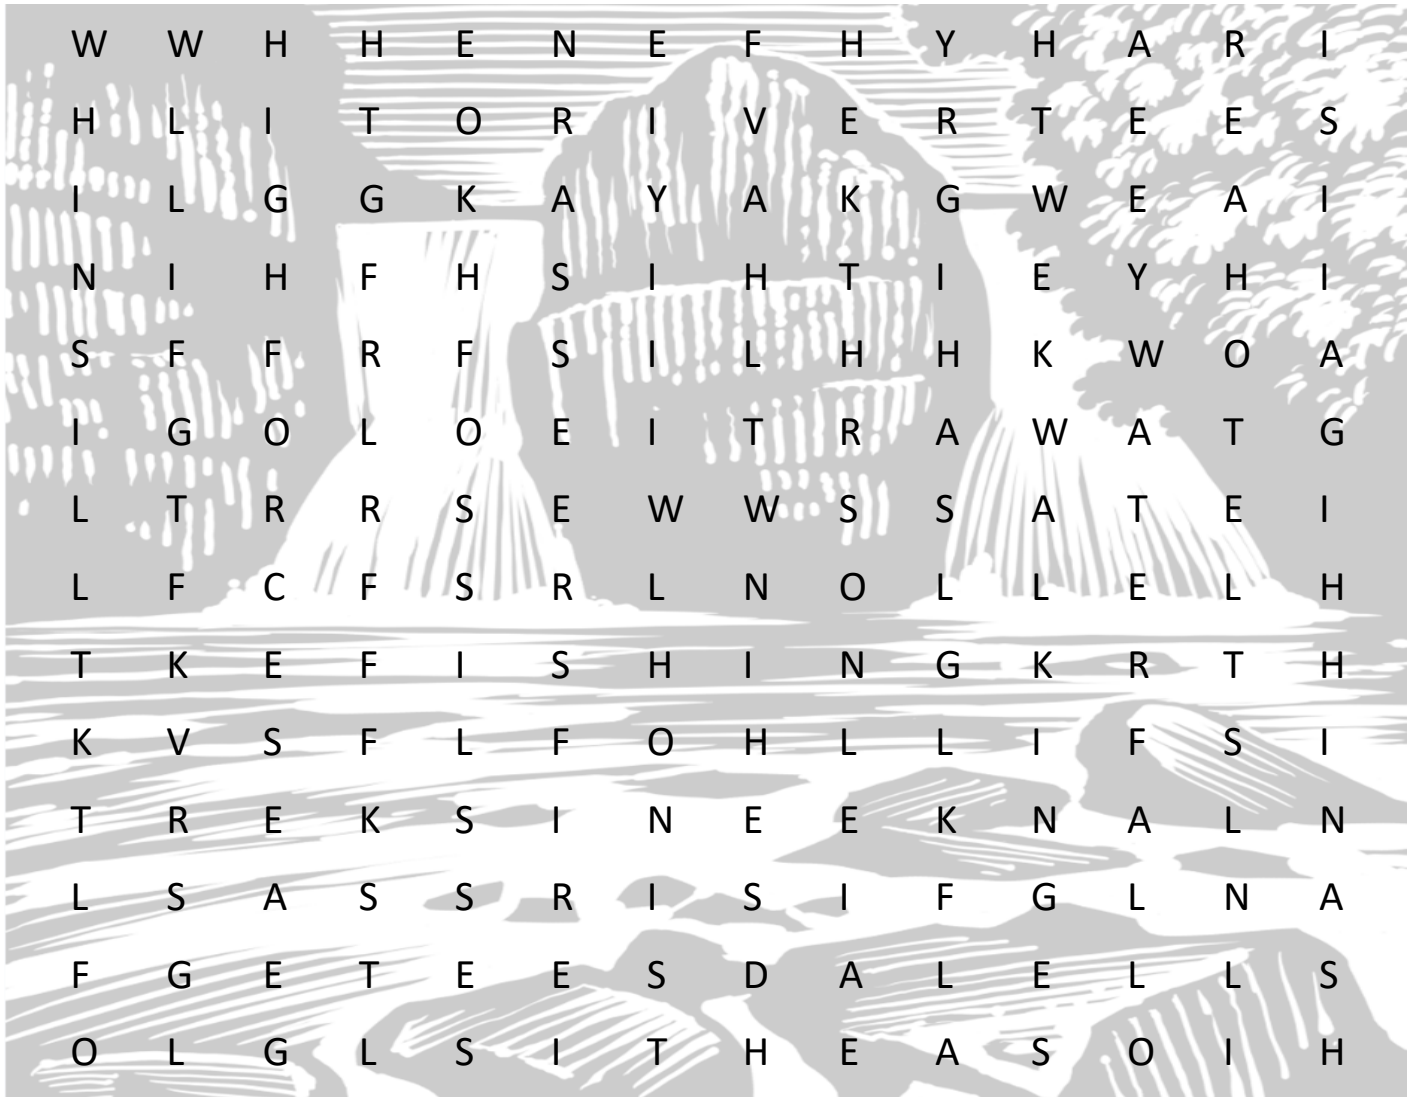 W W H H E N E F H Y H A R I
H L I T O R I V E R T E E S
I L G G K A Y A K G W E A I
N I H F H S I H T I E Y H I
S F F R F S I L H H K W O A
I G O L O E I T R A W A T G
L T R R S E W W S S A T E I
L F C F S R L N O L L E L H
T K E F I S H I N G K R T H
K V S F L F O H L L I F S I
T R E K S I N E E K N A L N
L S A S S R I S I F G L N A
F G E T E E S D A L E L L S
O L G L S I T H E A S O I H